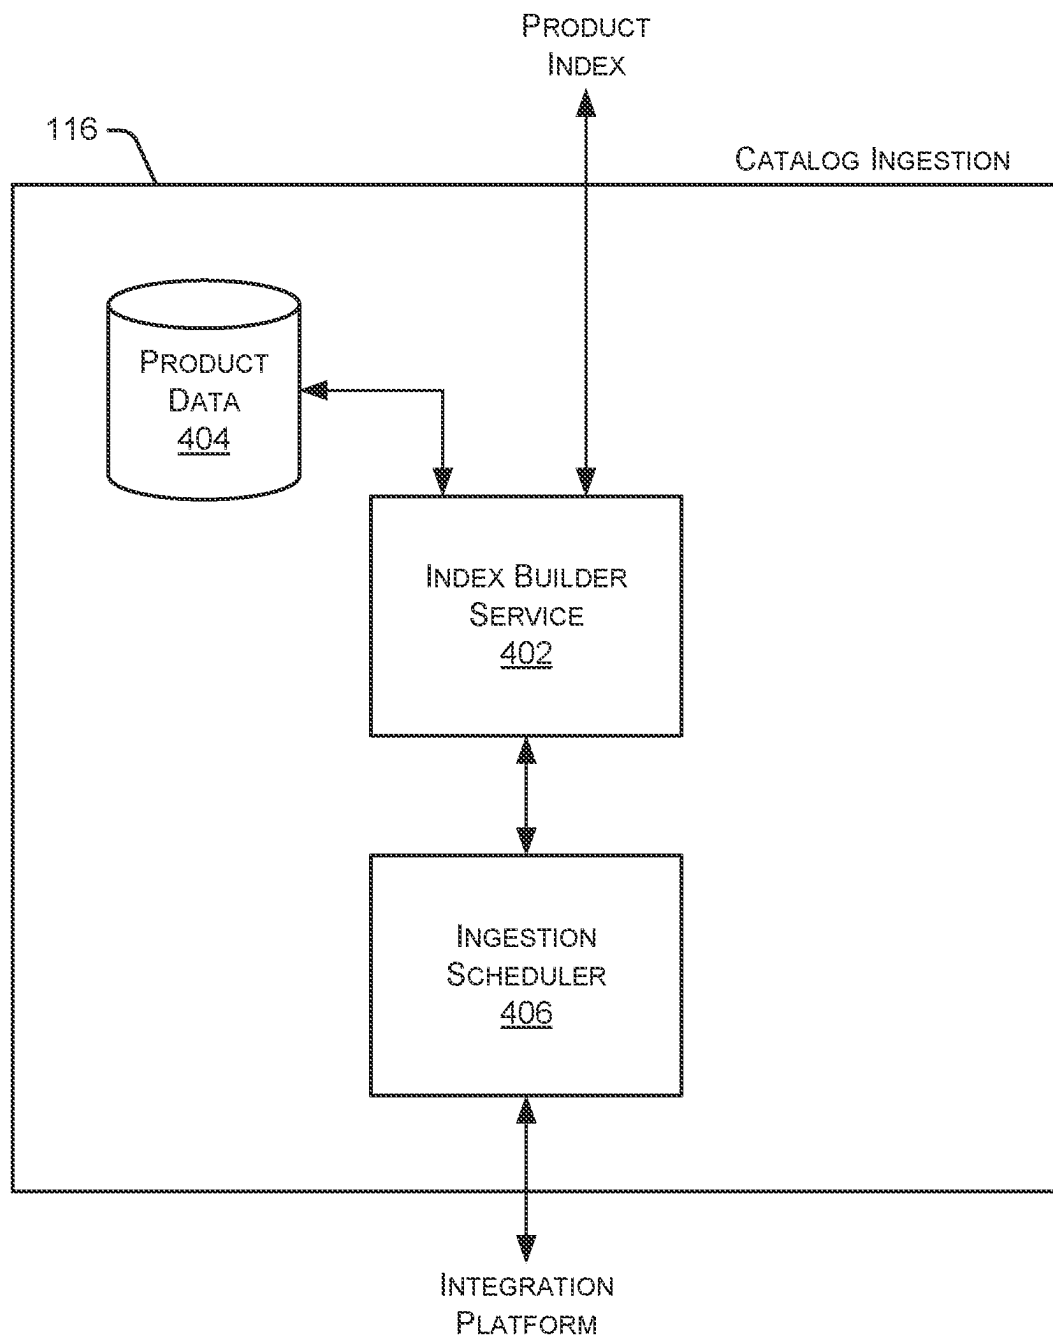 PRODUCT
INDEX
116
CATALOG INGESTION
PRODUCT
DATA
404
INDEX BUILDER
SERVICE
402
INGESTION
SCHEDULER
406
INTEGRATION
PLATFORM